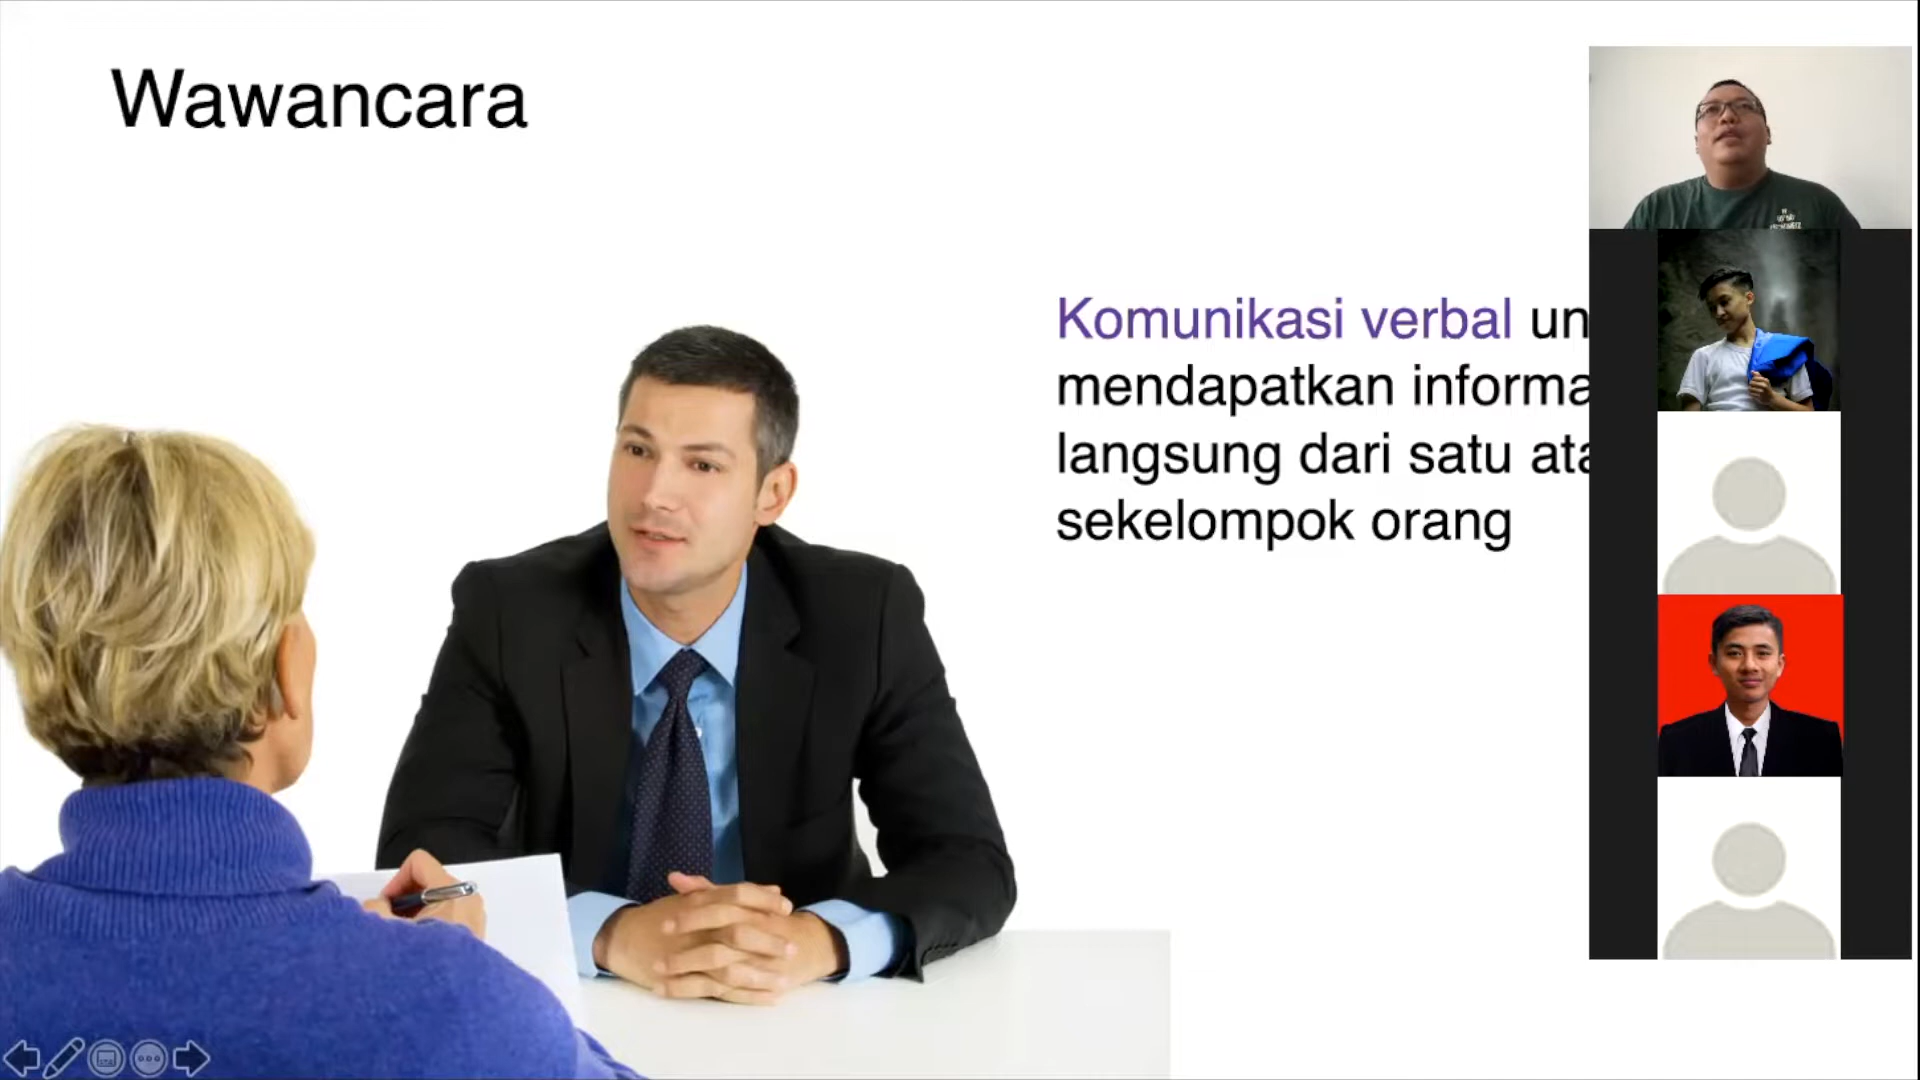 Wawancara
Komunikasi verbal un
mendapatkan informa
langsung dari satu ata
sekelompok orang